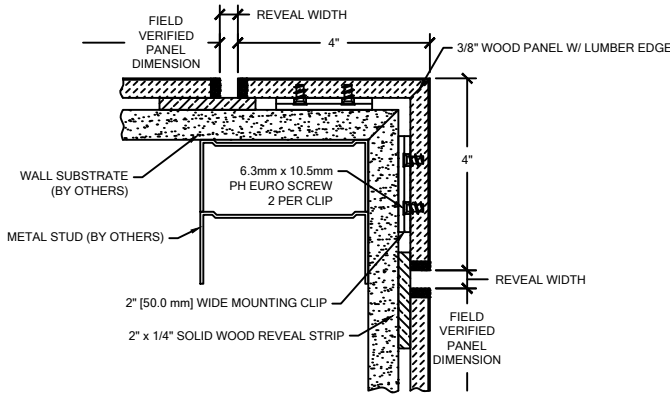 FIELD
VERIFIED
PANEL
DIMENSION
REVEAL WIDTH
4"
3/8" WOOD PANEL W/ LUMBER EDGE
WALL SUBSTRATE
(BY OTHERS)
6.3mm x 10.5mm
PH EURO SCREW
2 PER CLIP
4"
METAL STUD (BY OTHERS)
REVEAL WIDTH
2" [50.0 mm] WIDE MOUNTING CLIP
2" x 1/4" SOLID WOOD REVEAL STRIP
FIELD
VERIFIED
PANEL
DIMENSION